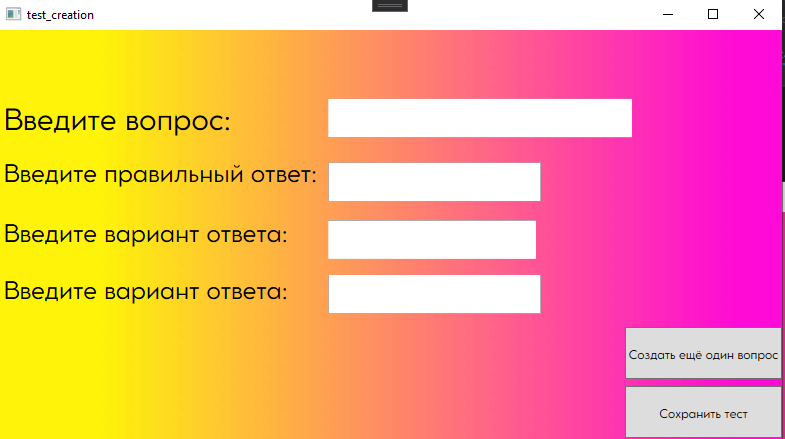 test_creation
Введите вопрос:
Введите правильный ответ:
Введите вариант ответа:
Введите вариант ответа:
Создать ещё один вопрос
Сохранить тест